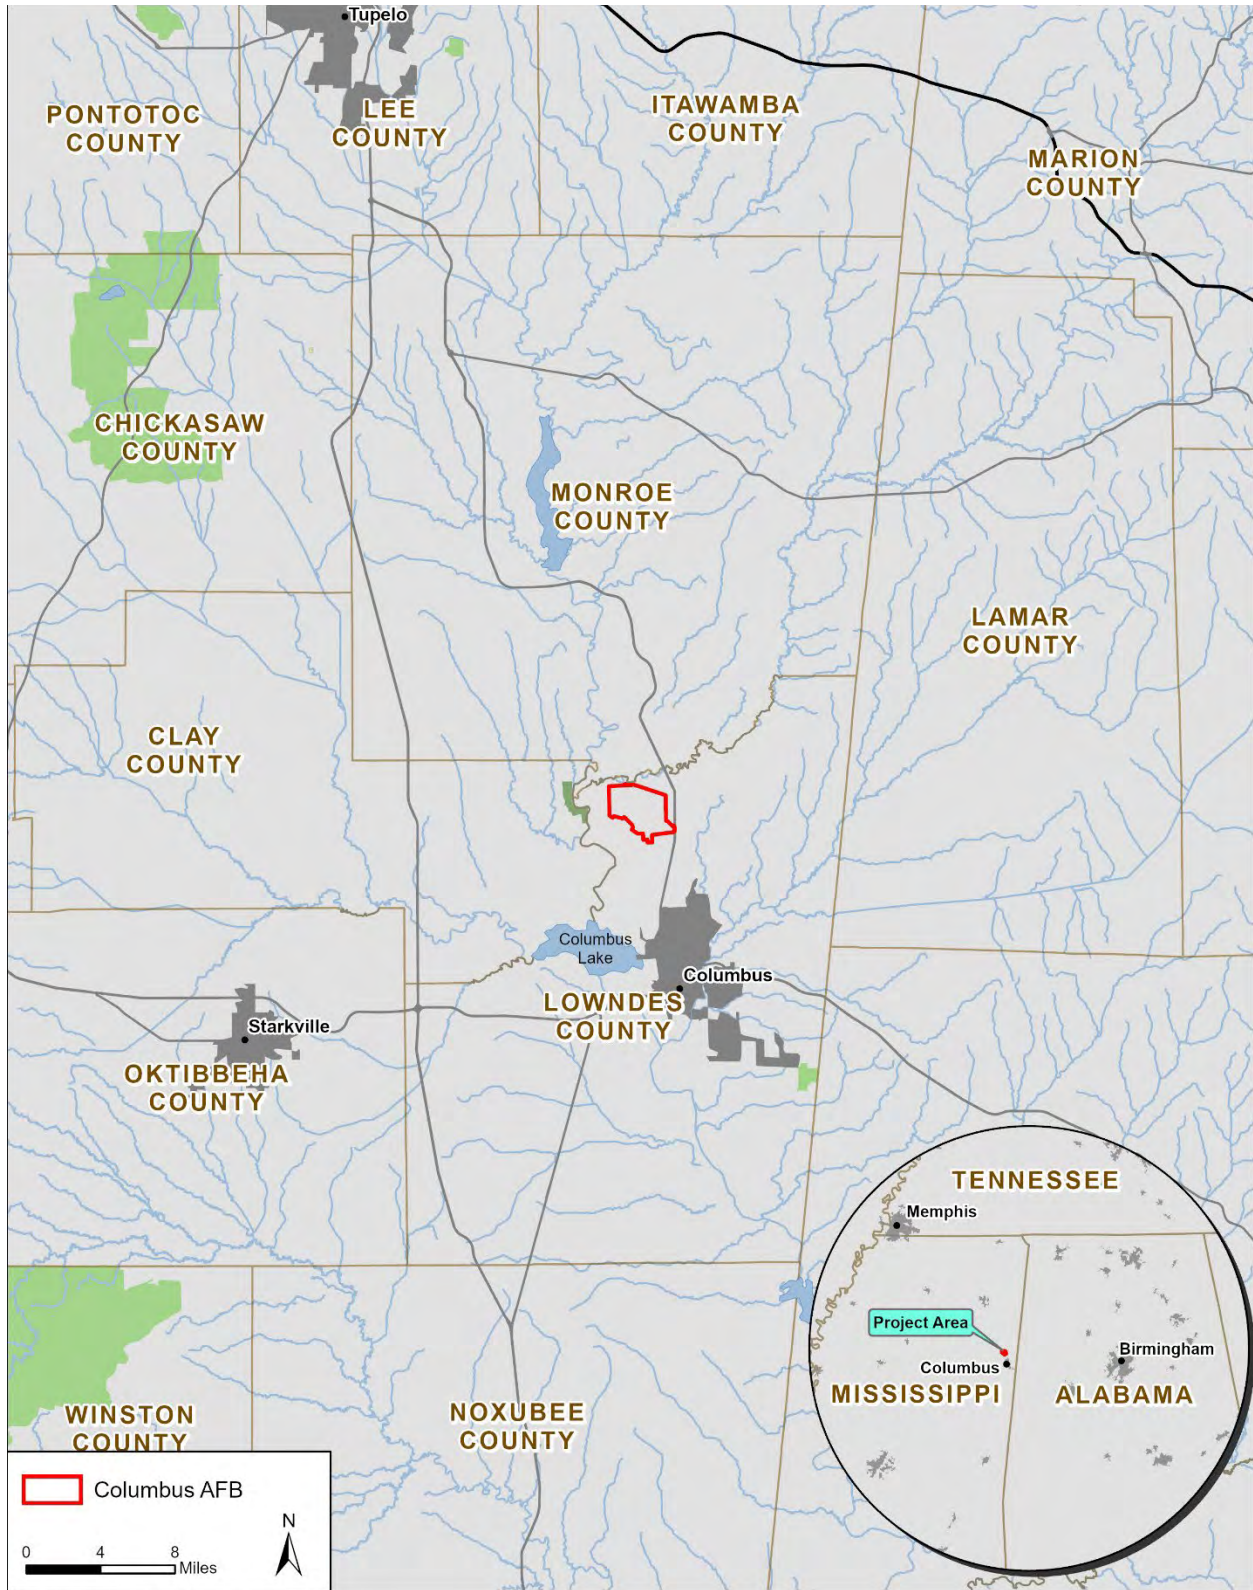 Tupelo
PONTOTOC
COUNTY
LEE
COUNTY
ITAWAMBA
COUNTY
MARION
COUNTY
CHICKASAW
COUNTY
MONROE
COUNTY
LAMAR
COUNTY
CLAY
COUNTY
Columbus
Lake
Columbus
LOWNDES
COUNTY
Starkville
OKTIBBEHA
COUNTY
TENNESSEE
Memphis
Project Area
Columbus
Birmingham
MISSISSIPPI
ALABAMA
WINSTON
COUNTY
NOXUBEE
COUNTY
Columbus AFB
N
0 4 8
Miles